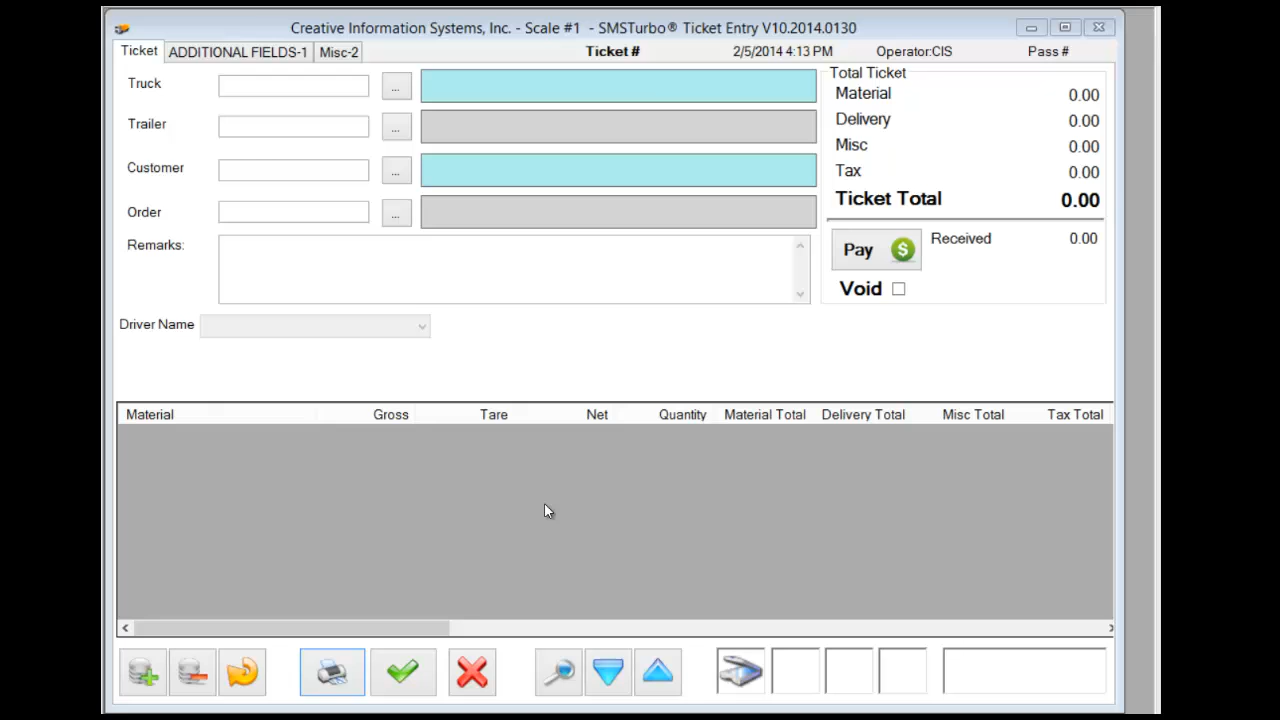 Creative Information Systems, Inc. - Scale #1 - SMSTurbo® Ticket Entry V10.2014.0130
Ticket ADDITIONAL FIELDS-1 Misc-2 Ticket # 2/5/2014 4:13 PM Operator:CIS Pass #
Truck ...
Trailer ...
Customer ...
Order ...
Remarks:
Driver Name
Total Ticket
Material 0.00
Delivery 0.00
Misc 0.00
Tax 0.00
Ticket Total 0.00
Pay $ Received 0.00
Void
Material Gross Tare Net Quantity Material Total Delivery Total Misc Total Tax Total